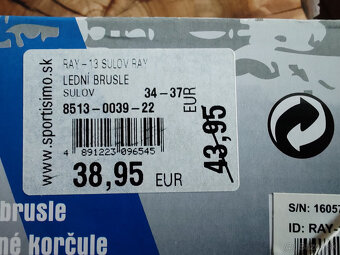 www.sportisimo.sk
RAY - 13 SULOV RAY
LEDNÍ BRUSLE
SULOV 34 - 37
8513-0039-22
EUR
43,95
4 891223 096545
38,95 EUR
brusle
né korčule
S/N: 16057
ID: RAY-